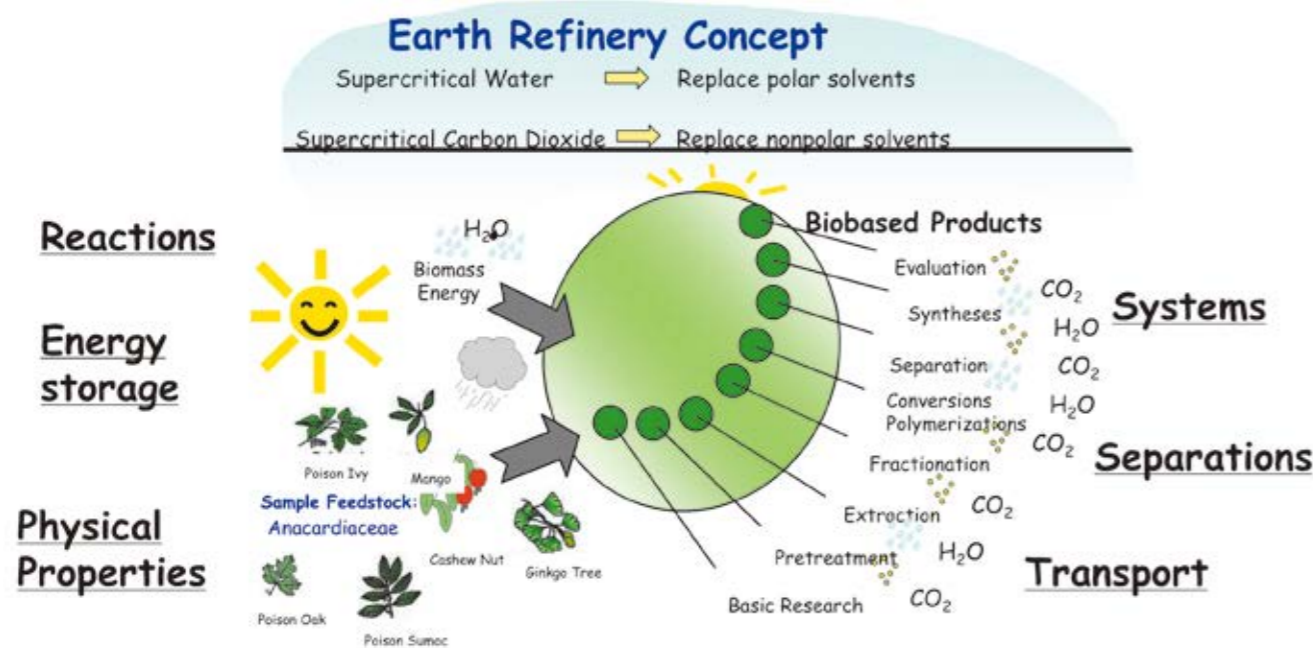 Earth Refinery Concept
Supercritical Water
Replace polar solvents
Supercritical Carbon Dioxide
Replace nonpolar solvents
Reactions
Energy
storage
Physical
Properties
H₂O
Biomass
Energy
Poison Ivy
Mango
Sample Feedstock:
Anacardiaceae
Cashew Nut
Ginkgo Tree
Poison Oak
Poison Sumac
Biobased Products
Evaluation
CO₂
Syntheses
H₂O
Separation
CO₂
Conversions
Polymerizations
H₂O
CO₂
Fractionation
CO₂
Extroction
H₂O
Pretreatment
CO₂
Basic Research
Systems
Separations
Transport